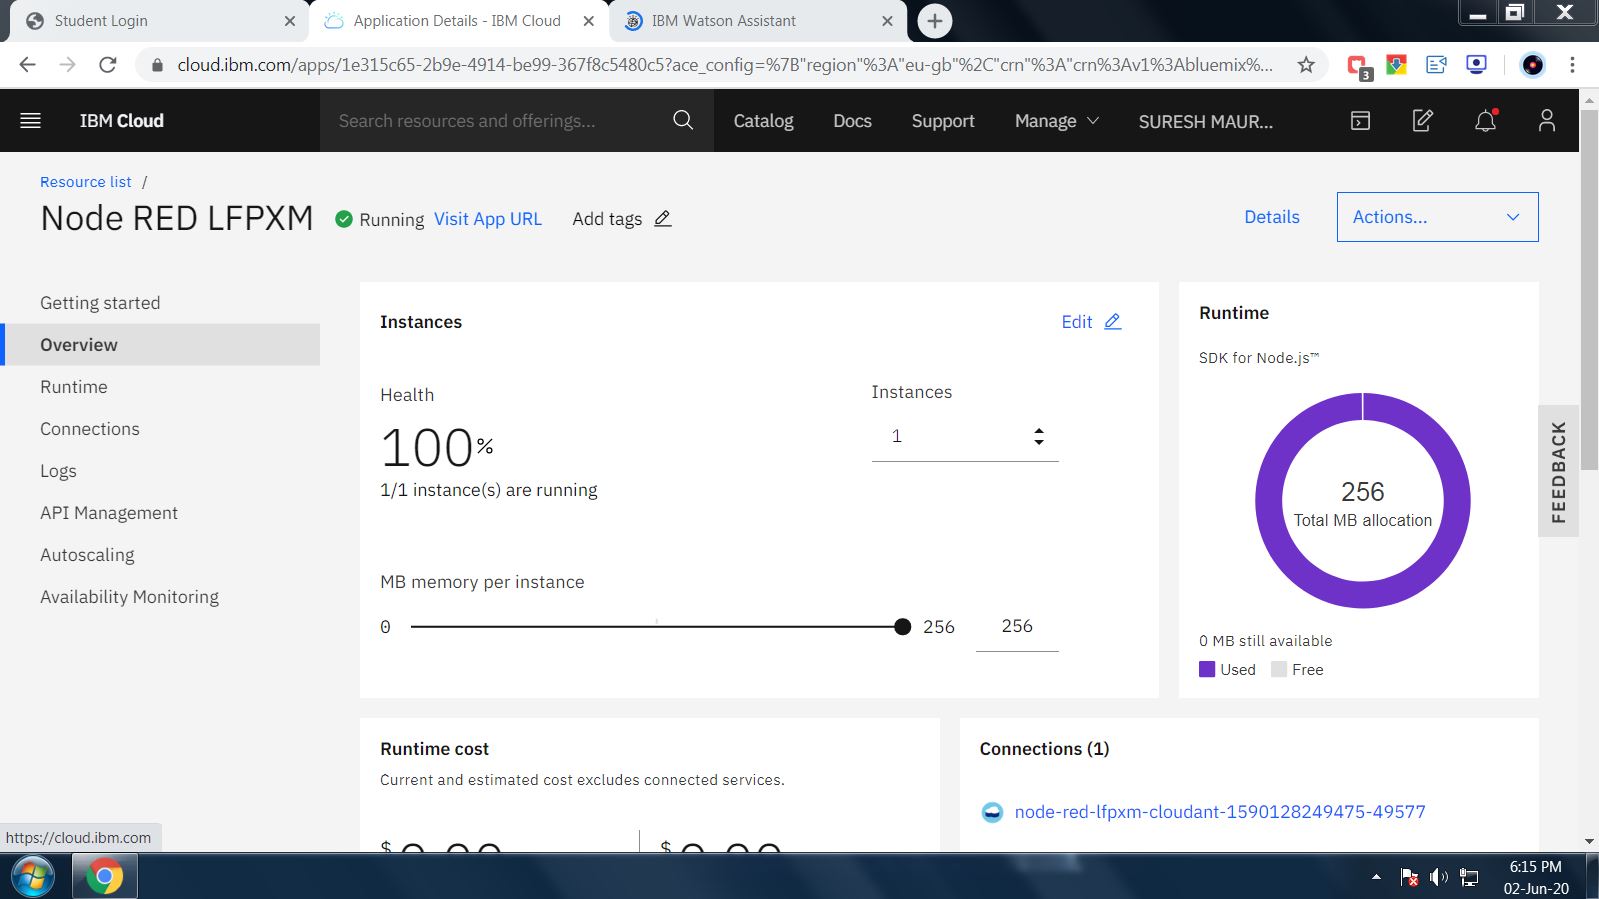 Student Login
Application Details - IBM Cloud
IBM Watson Assistant
cloud.ibm.com/apps/1e315c65-2b9e-4914-be99-367f8c5480c5?ace_config=%7B"region"%3A"eu-gb"%2C"crn"%3A"crn%3Av1%3Abluemix%...
3
IBM Cloud
Search resources and offerings...
Catalog
Docs
Support
Manage
SURESH MAUR...
Resource list /
Node RED LFPXM
Running
Visit App URL
Add tags
Details
Actions...
Getting started
Overview
Runtime
Connections
Logs
API Management
Autoscaling
Availability Monitoring
Instances
Edit
Health
100%
1/1 instance(s) are running
Instances
1
MB memory per instance
0
256
256
Runtime
SDK for Node.js™
256
Total MB allocation
0 MB still available
Used
Free
FEEDBACK
Runtime cost
Current and estimated cost excludes connected services.
$
$
Connections (1)
node-red-lfpxm-cloudant-1590128249475-49577
https://cloud.ibm.com
6:15 PM
02-Jun-20